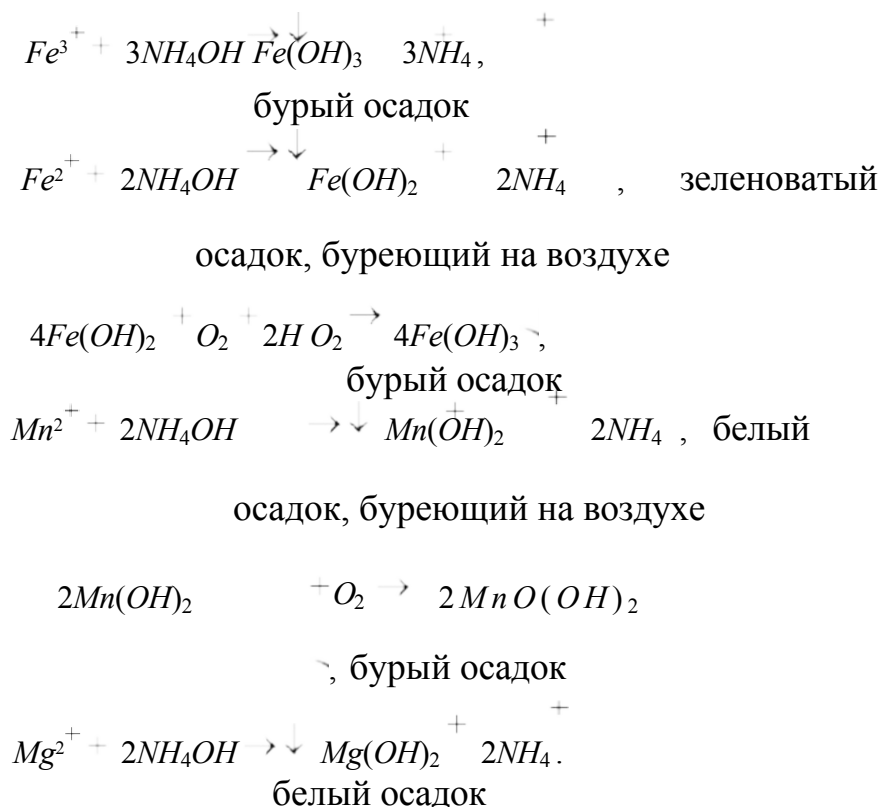 Fe³⁺ + 3NH₄OH → ↓ Fe(OH)₃ + 3NH₄⁺,
бурый осадок
Fe²⁺ + 2NH₄OH → ↓ Fe(OH)₂ + 2NH₄⁺ , зеленоватый
осадок, буреющий на воздухе
4Fe(OH)₂ + O₂ + 2H O₂ → 4Fe(OH)₃ ,
бурый осадок
Mn²⁺ + 2NH₄OH → ↓ Mn(OH)₂ + 2NH₄⁺ , белый
осадок, буреющий на воздухе
2Mn(OH)₂ + O₂ → 2MnO(OH)₂
, бурый осадок
Mg²⁺ + 2NH₄OH → ↓ Mg(OH)₂ + 2NH₄⁺.
белый осадок